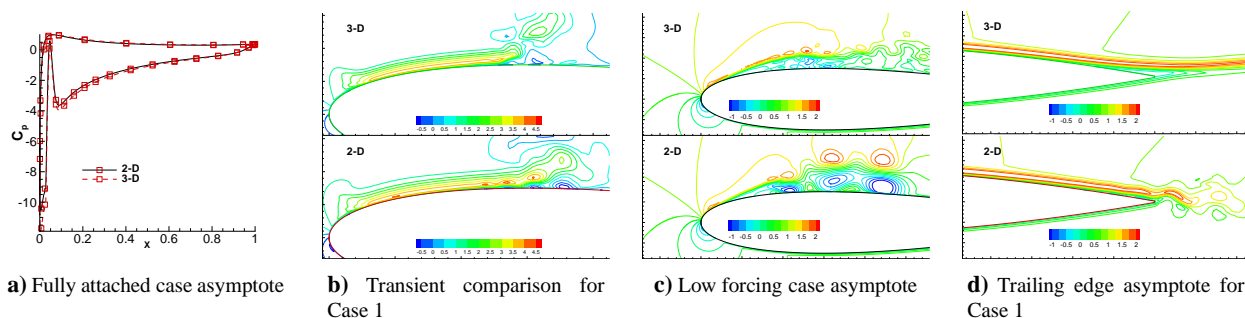 0
-2
-4
-6
-8
-10
C_p
0 0.2 0.4 0.6 0.8 1
x
2-D
3-D
a) Fully attached case asymptote
3-D
-0.5 0 0.5 1 1.5 2 2.5 3 3.5 4 4.5
2-D
-0.5 0 0.5 1 1.5 2 2.5 3 3.5 4 4.5
b) Transient comparison for
Case 1
3-D
-1 -0.5 0 0.5 1 1.5 2
2-D
-1 -0.5 0 0.5 1 1.5 2
c) Low forcing case asymptote
3-D
-1 -0.5 0 0.5 1 1.5 2
2-D
-1 -0.5 0 0.5 1 1.5 2
d) Trailing edge asymptote for
Case 1